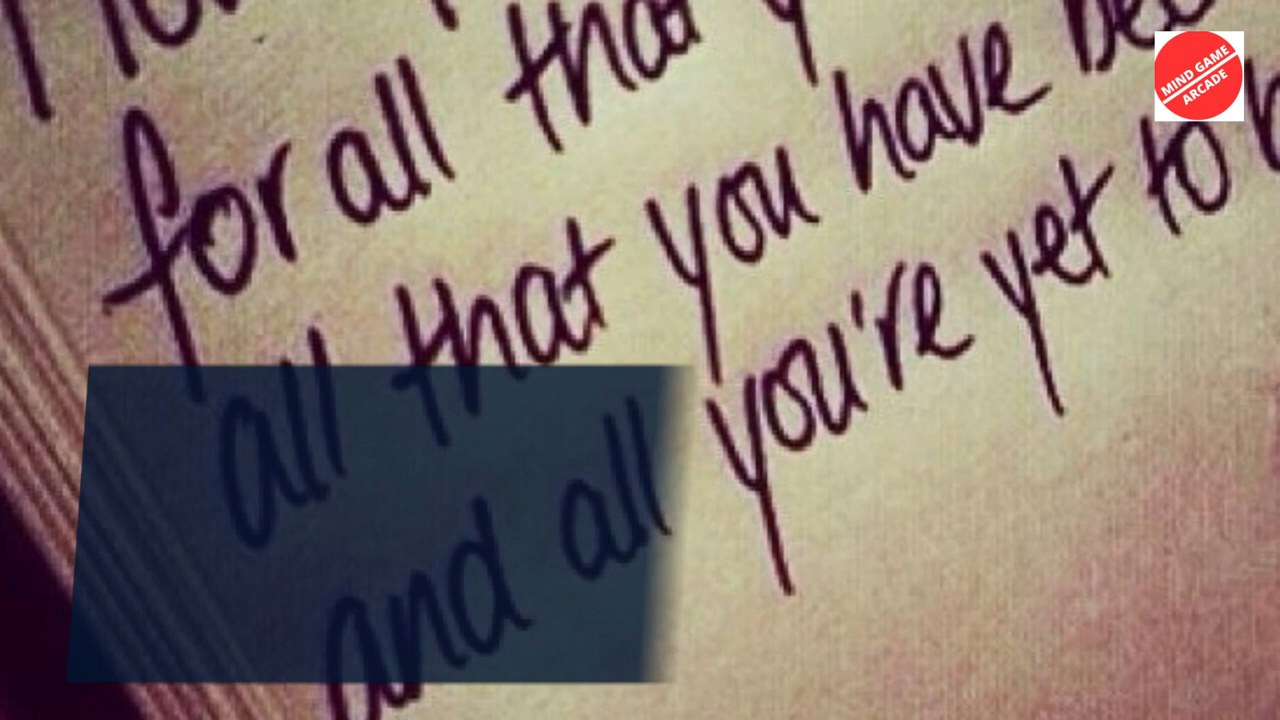 for all that
all that you have
and all you're yet to
MIND GAME
ARCADE